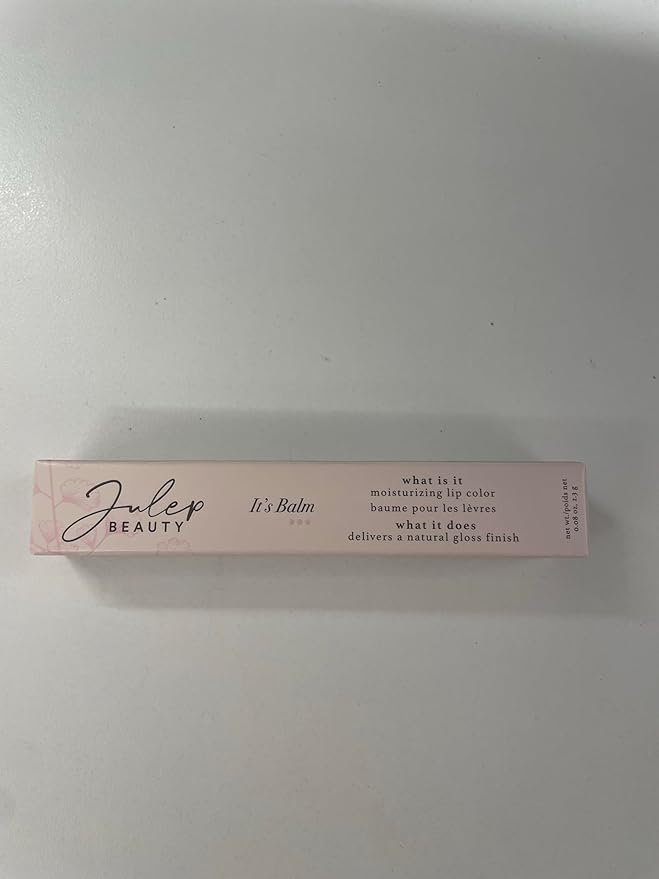 Julep
BEAUTY
It's Balm
what is it
moisturizing lip color
baume pour les lèvres
what it does
delivers a natural gloss finish
net wt./poids net
0.08 oz, 2.3 g